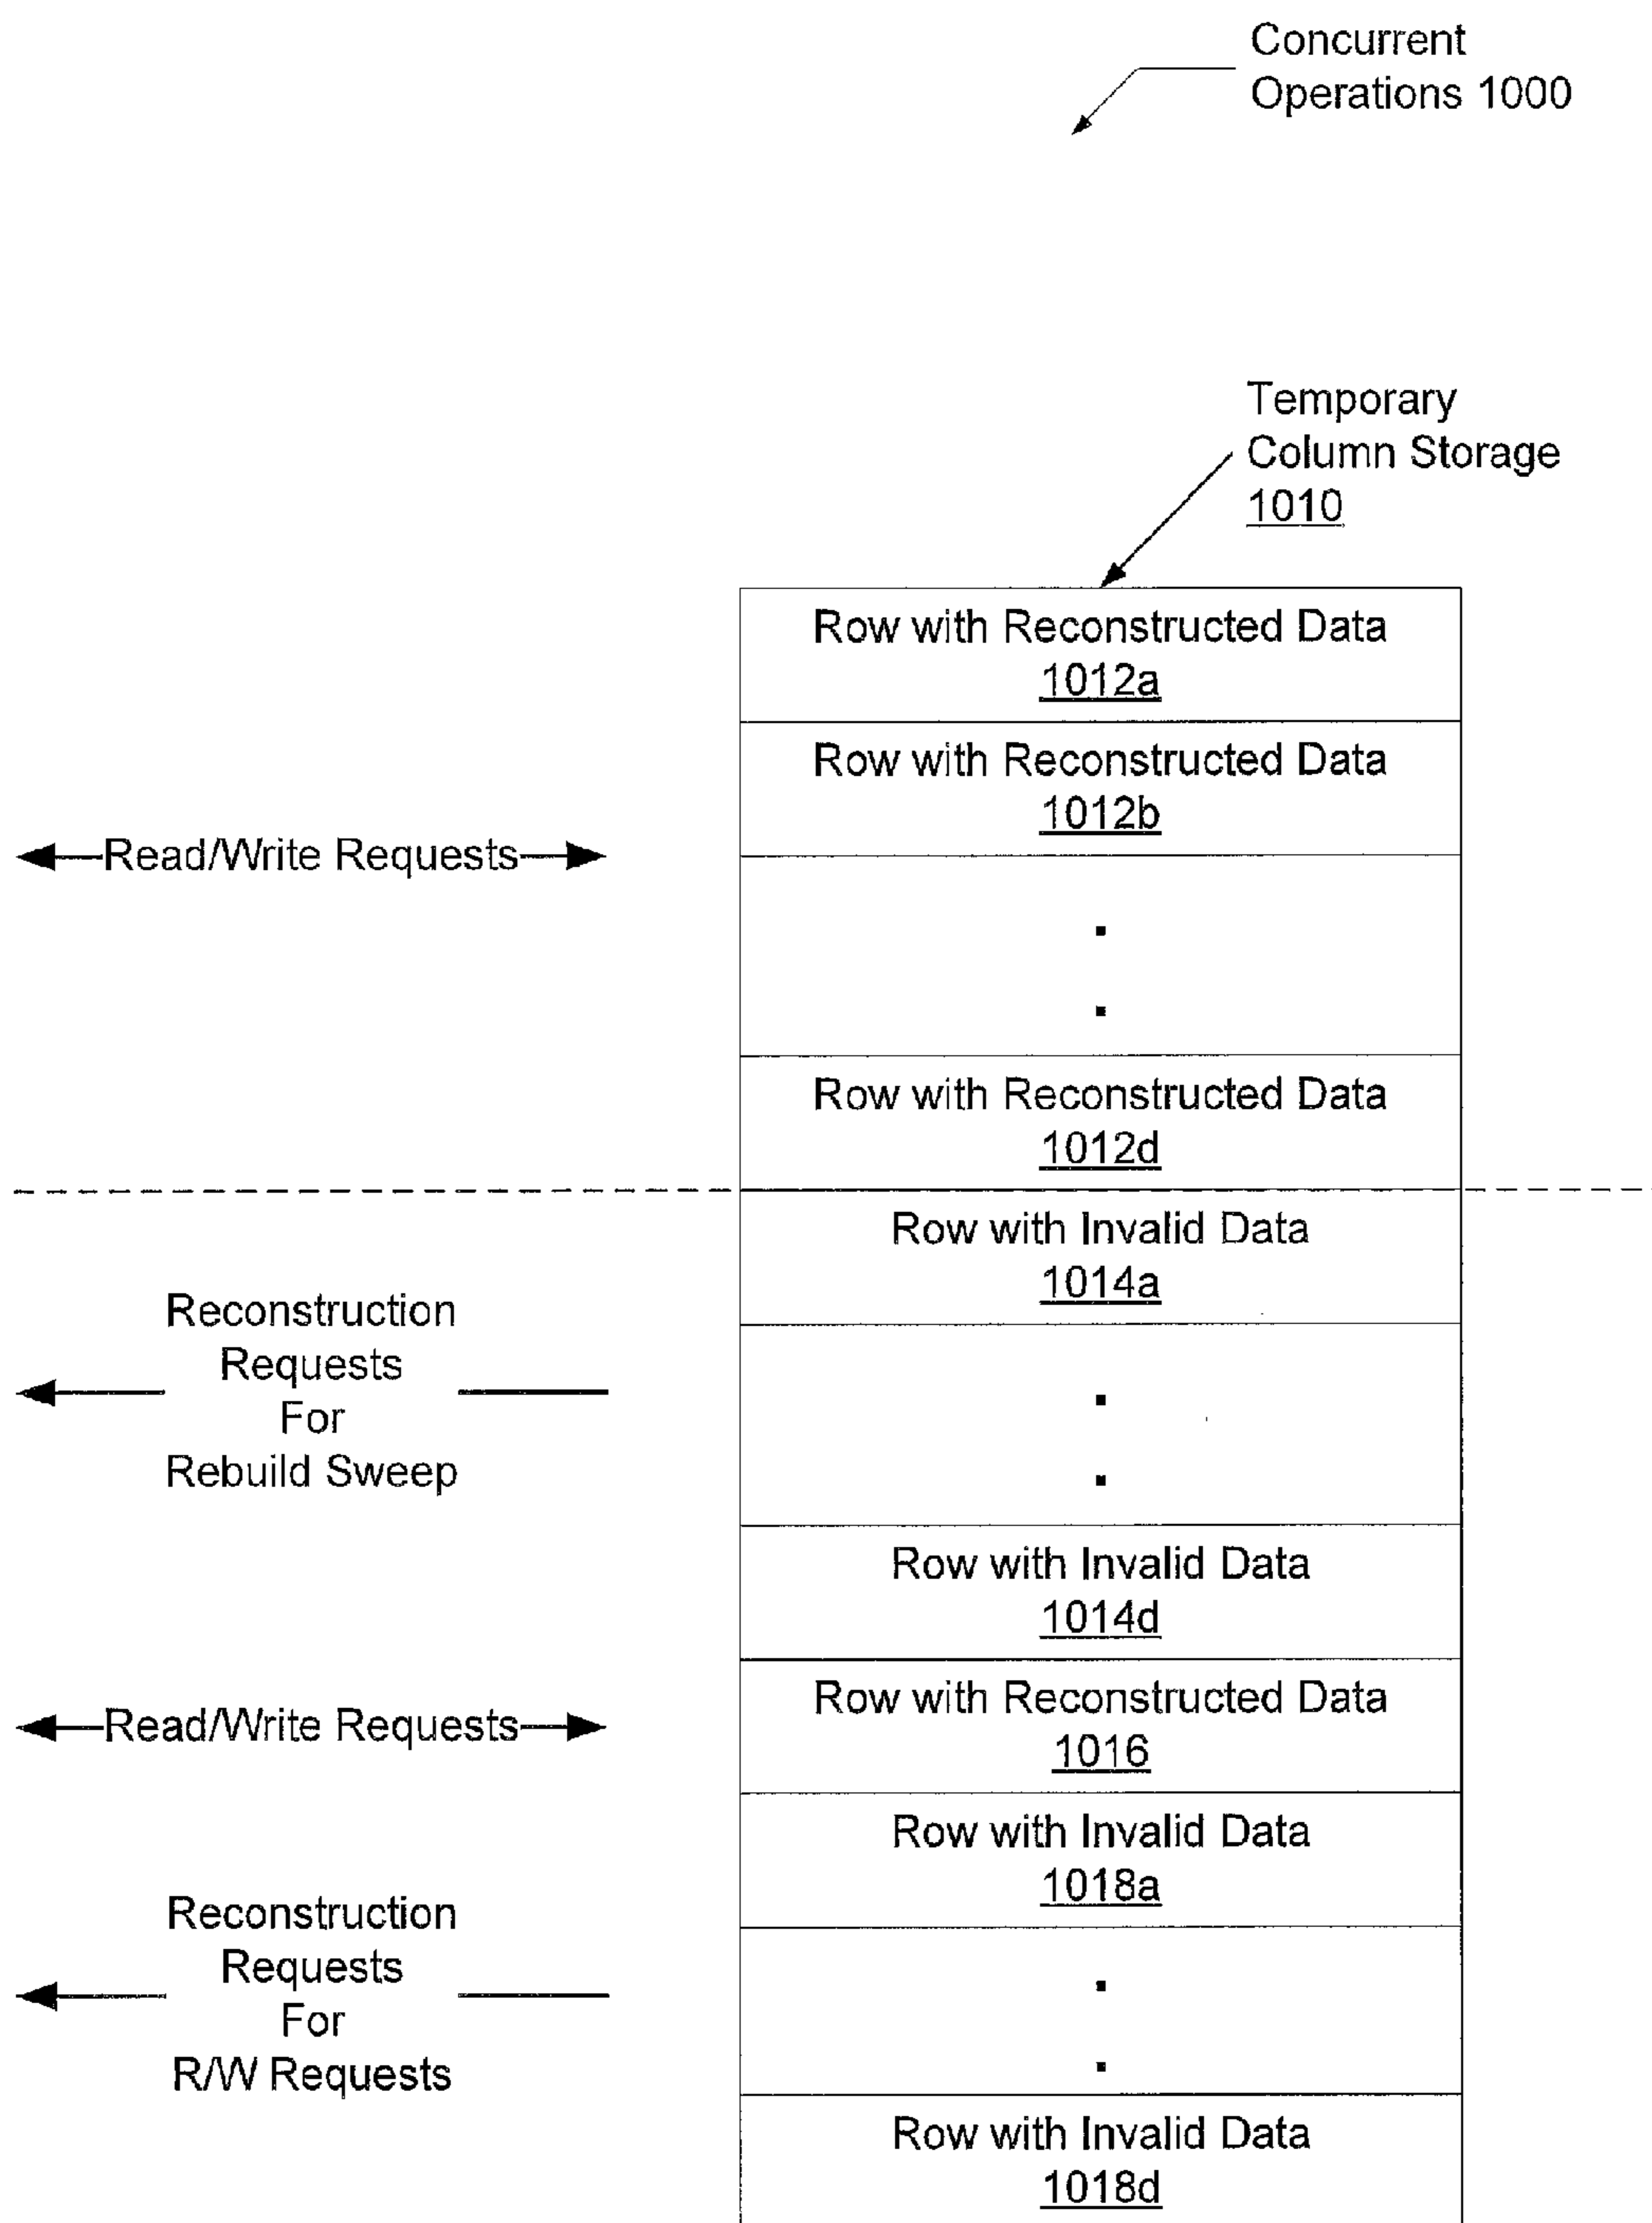 Concurrent
Operations 1000
Temporary
Column Storage
1010
Row with Reconstructed Data
1012a
Row with Reconstructed Data
1012b
Read/Write Requests
Row with Reconstructed Data
1012d
Row with Invalid Data
1014a
Reconstruction
Requests
For
Rebuild Sweep
Row with Invalid Data
1014d
Row with Reconstructed Data
1016
Read/Write Requests
Row with Invalid Data
1018a
Reconstruction
Requests
For
R/W Requests
Row with Invalid Data
1018d